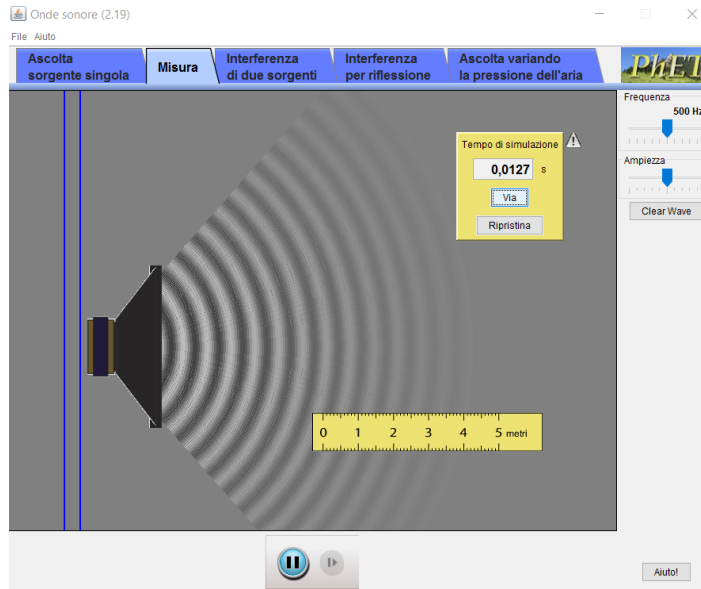 Onde sonore (2.19)
File Aiuto
Ascolta
sorgente singola
Misura
Interferenza
di due sorgenti
Interferenza
per riflessione
Ascolta variando
la pressione dell'aria
PhET
Frequenza
500 Hz
Ampiezza
Clear Wave
Tempo di simulazione
0,0127 s
Via
Ripristina
0 1 2 3 4 5 metri
Aiuto!